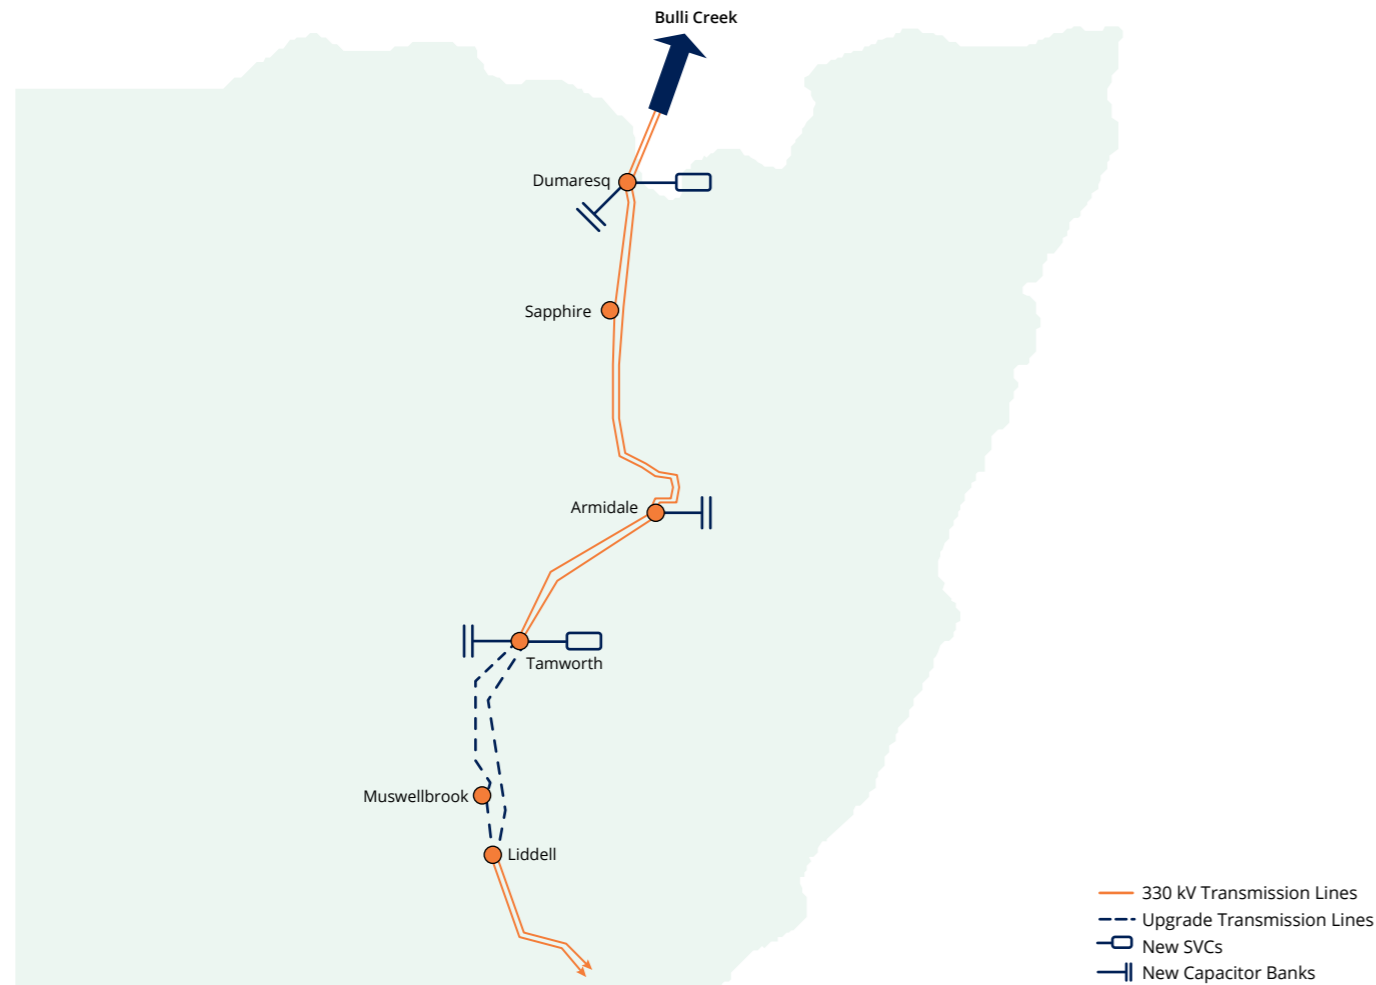 Bulli Creek
Dumaresq
Sapphire
Armidale
Tamworth
Muswellbrook
Liddell
330 kV Transmission Lines
Upgrade Transmission Lines
New SVCs
New Capacitor Banks